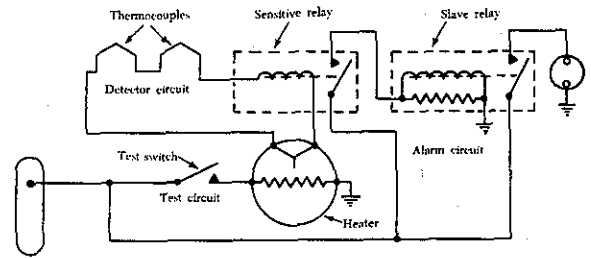 Thermocouples
Sensitive relay
Slave relay
Detector circuit
Test switch
Alarm circuit
Test circuit
Heater